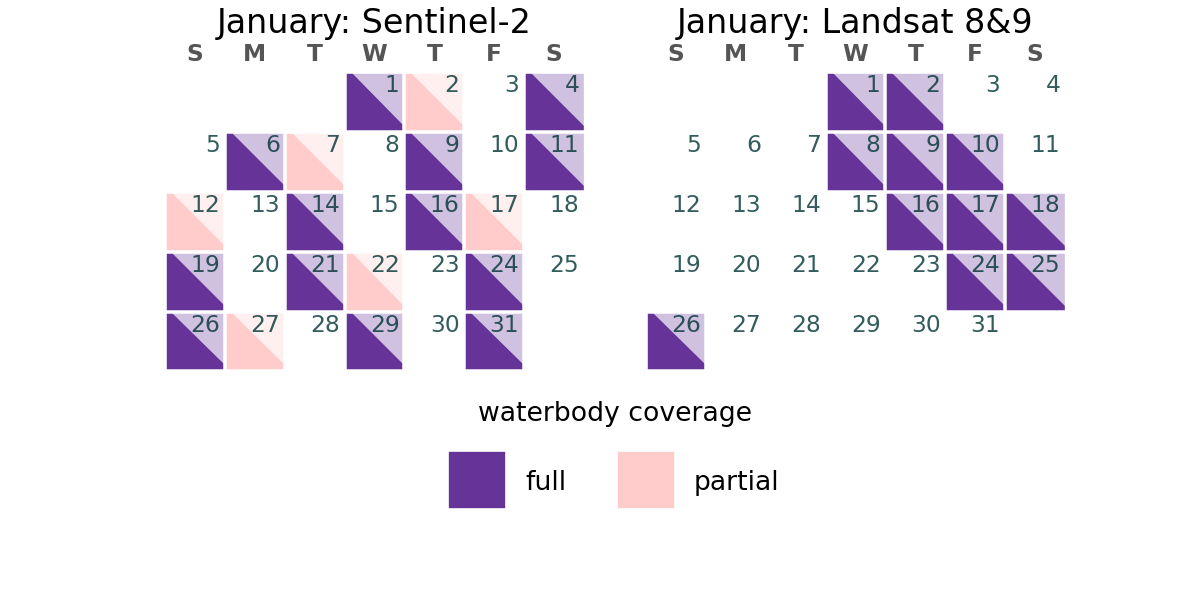 January: Sentinel-2
S M T W T F S
1 2 3 4
5 6 7 8 9 10 11
12 13 14 15 16 17 18
19 20 21 22 23 24 25
26 27 28 29 30 31
January: Landsat 8&9
S M T W T F S
1 2 3 4
5 6 7 8 9 10 11
12 13 14 15 16 17 18
19 20 21 22 23 24 25
26 27 28 29 30 31
waterbody coverage
full partial